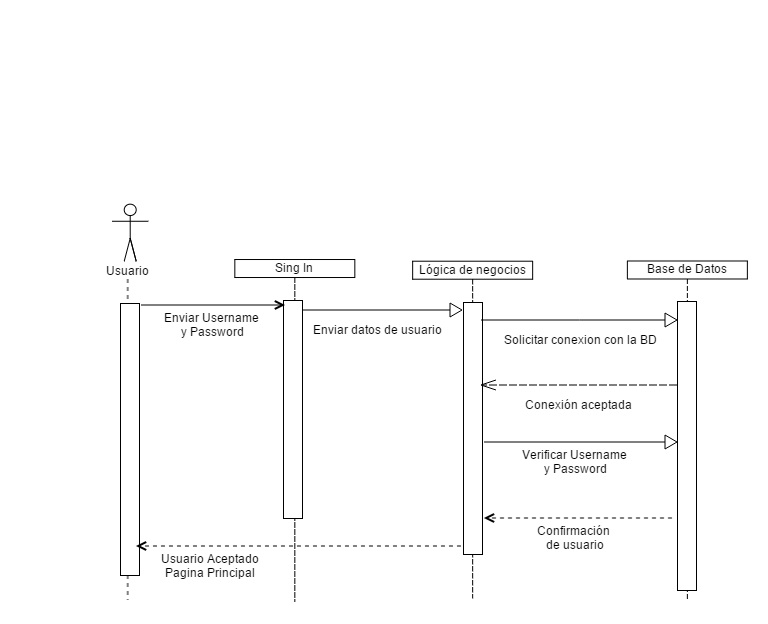 Usuario
Sing In
Lógica de negocios
Base de Datos
Enviar Username
y Password
Enviar datos de usuario
Solicitar conexion con la BD
Conexión aceptada
Verificar Username
y Password
Confirmación
de usuario
Usuario Aceptado
Pagina Principal